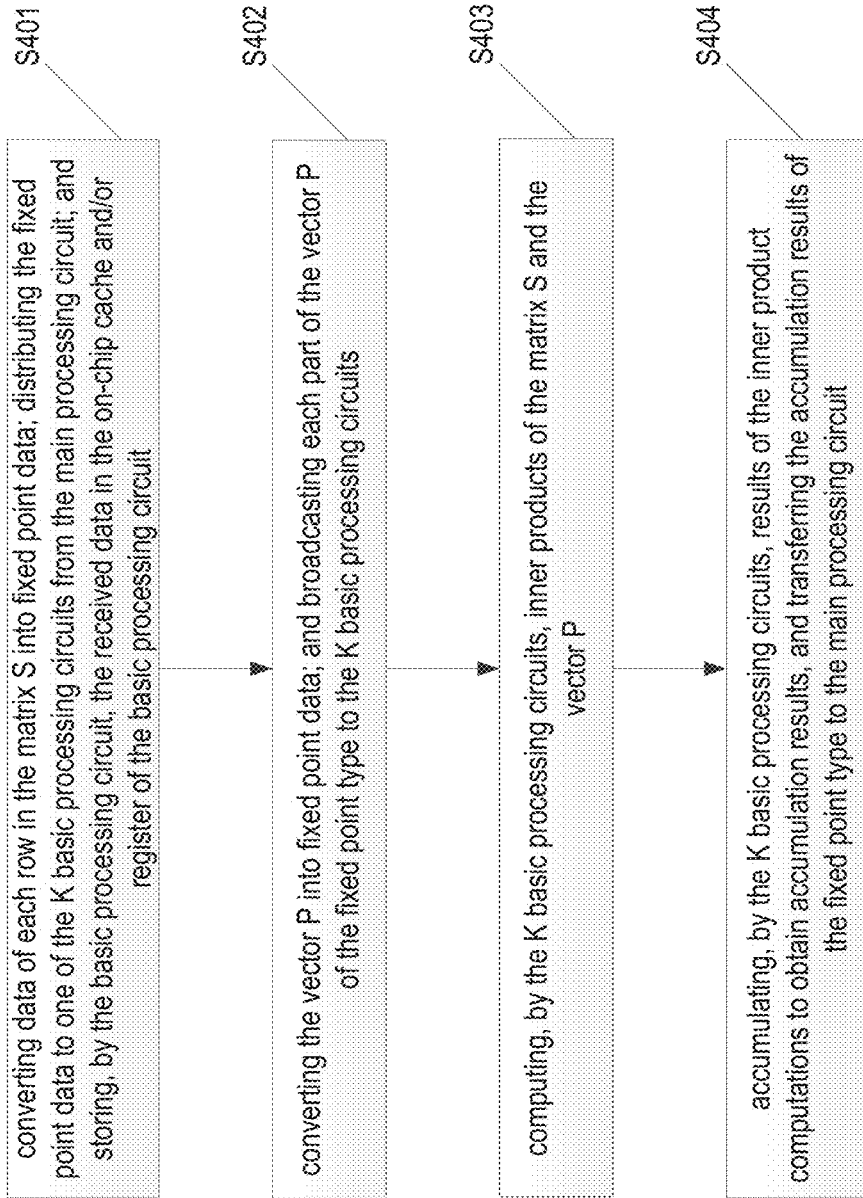 S401
converting data of each row in the matrix S into fixed point data; distributing the fixed
point data to one of the K basic processing circuits from the main processing circuit; and
storing, by the basic processing circuit, the received data in the on-chip cache and/or
register of the basic processing circuit
S402
converting the vector P into fixed point data; and broadcasting each part of the vector P
of the fixed point type to the K basic processing circuits
S403
computing, by the K basic processing circuits, inner products of the matrix S and the
vector P
S404
accumulating, by the K basic processing circuits, results of the inner product
computations to obtain accumulation results, and transferring the accumulation results of
the fixed point type to the main processing circuit